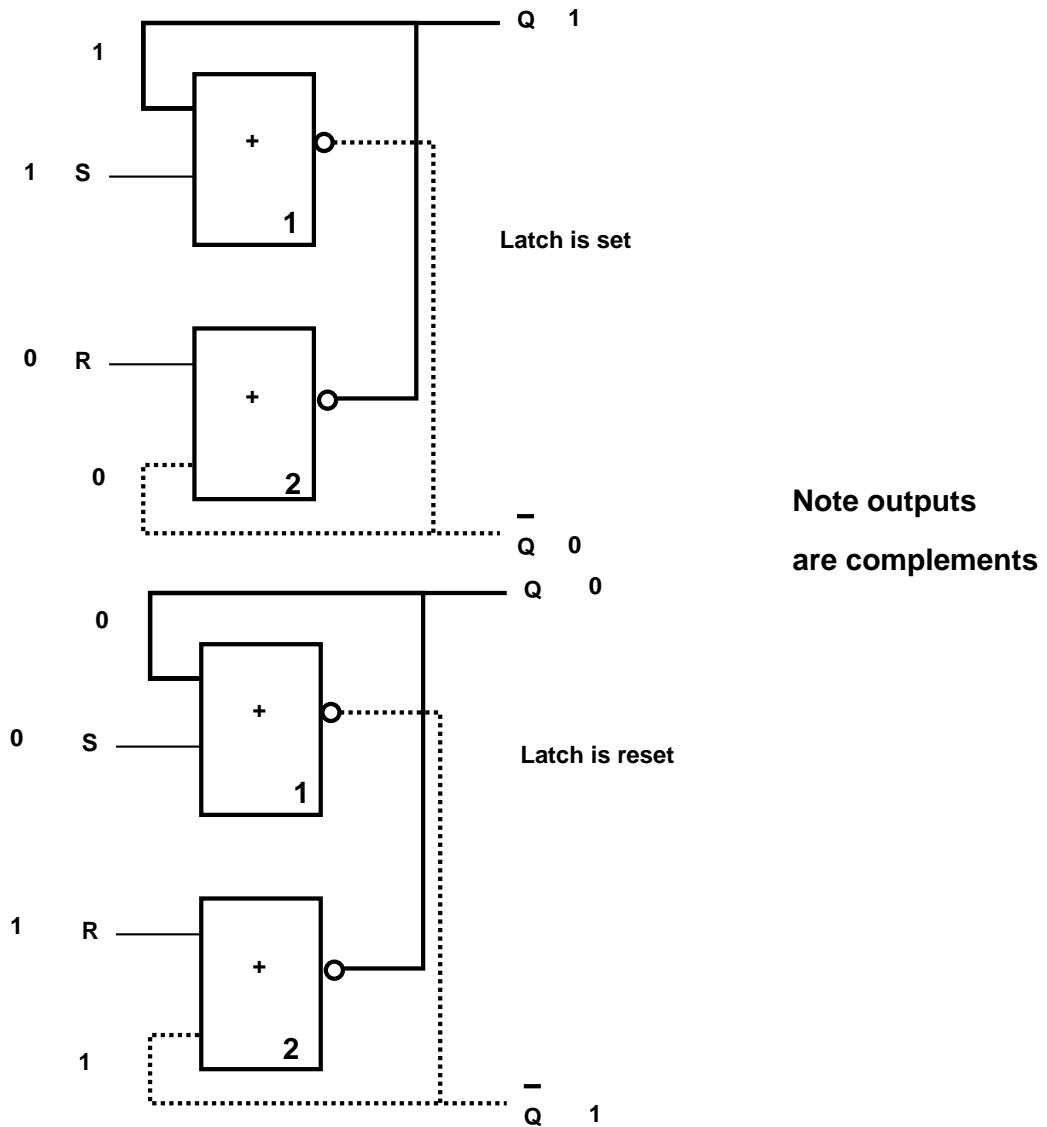 Q 1
1
+
1 S
1
Latch is set
0 R
+
0
2
Q 0
Note outputs
are complements
Q 0
0
+
0 S
1
Latch is reset
1 R
+
1
2
Q 1